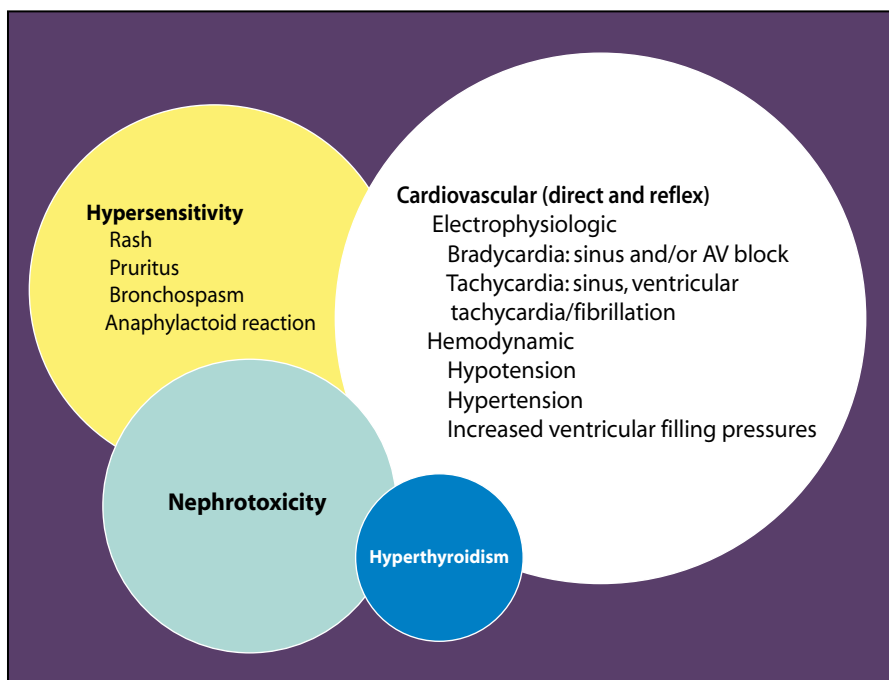 Hypersensitivity
Rash
Pruritus
Bronchospasm
Anaphylactoid reaction
Cardiovascular (direct and reflex)
Electrophysiologic
Bradycardia: sinus and/or AV block
Tachycardia: sinus, ventricular
tachycardia/fibrillation
Hemodynamic
Hypotension
Hypertension
Increased ventricular filling pressures
Nephrotoxicity
Hyperthyroidism